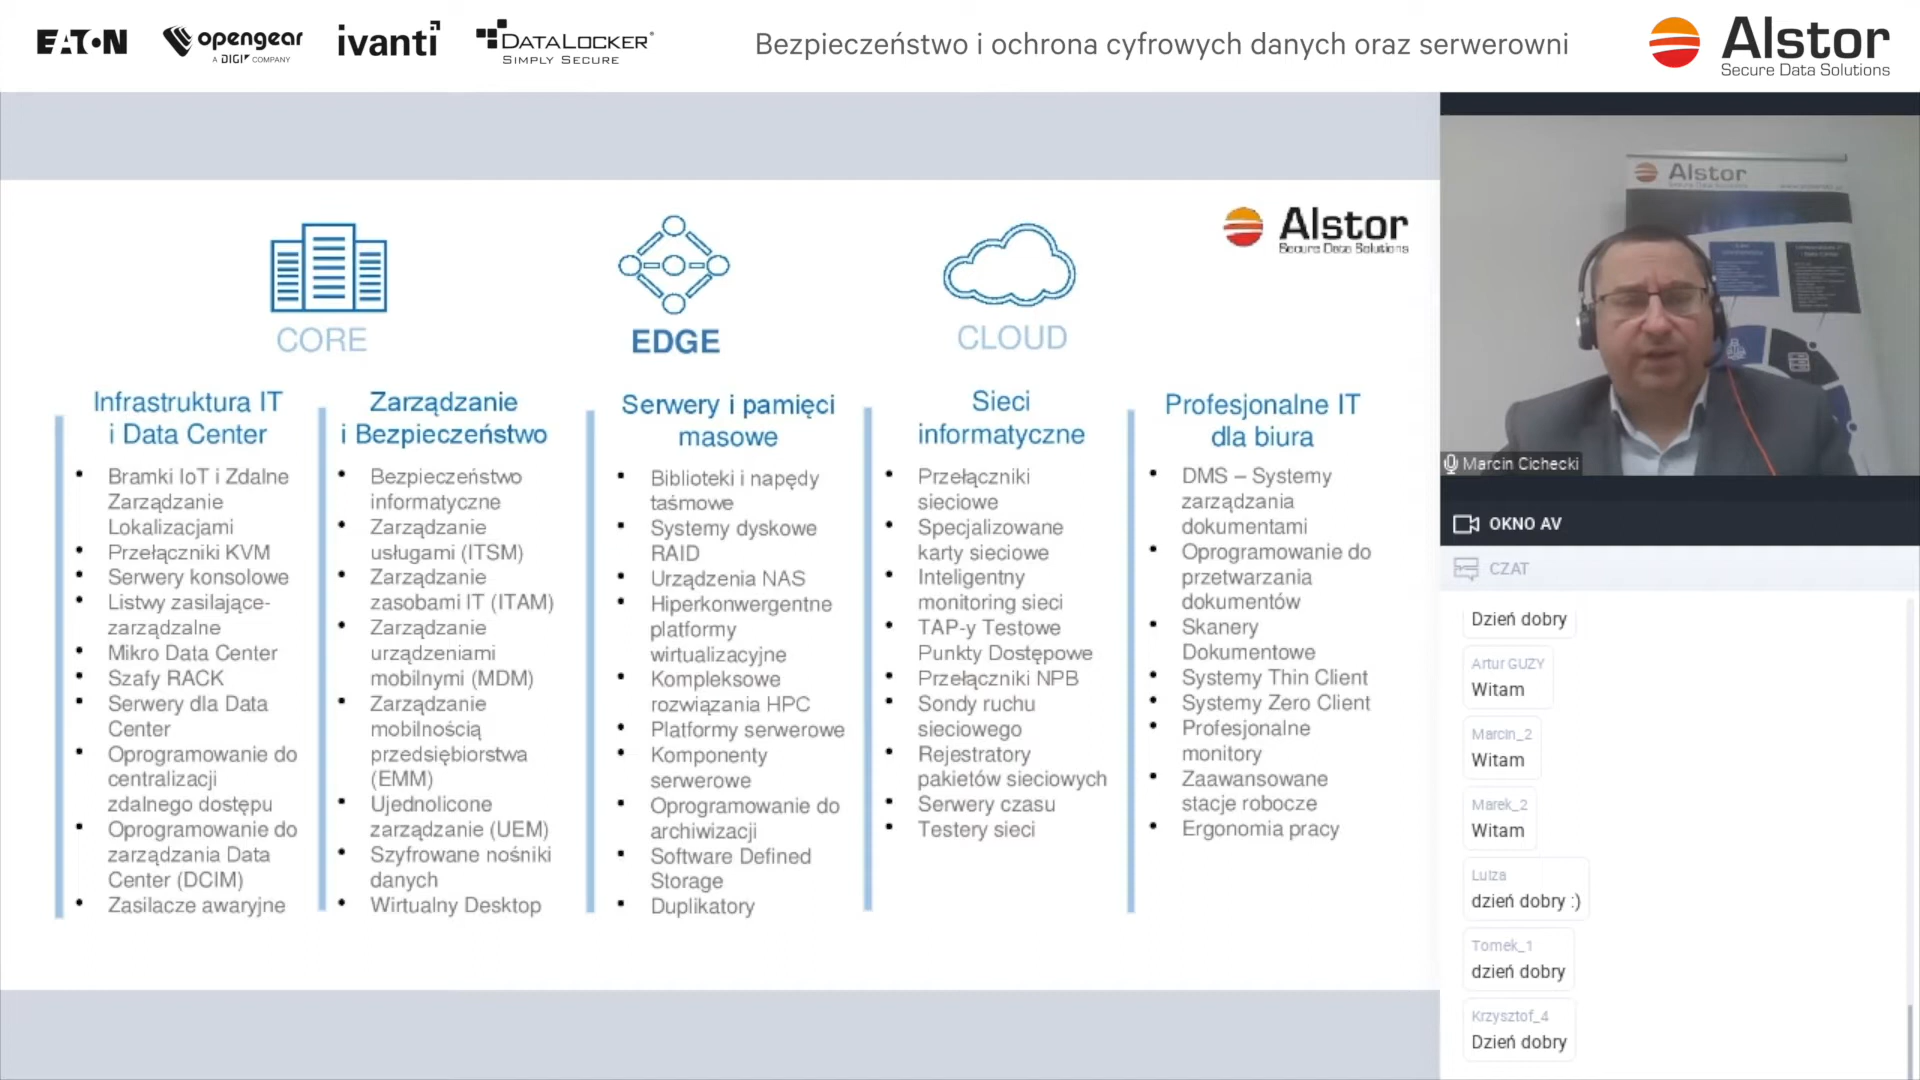 EATON
opengear
A DIGI COMPANY
ivanti
DATALOCKER
SIMPLY SECURE
Bezpieczeństwo i ochrona cyfrowych danych oraz serwerowni
Alstor
Secure Data Solutions
Alstor
Secure Data Solutions
CORE
EDGE
CLOUD
Infrastruktura IT
i Data Center
• Bramki IoT i Zdalne
Zarządzanie
Lokalizacjami
• Przełączniki KVM
• Serwery konsolowe
• Listwy zasilające-
zarządzalne
• Mikro Data Center
• Szafy RACK
• Serwery dla Data
Center
• Oprogramowanie do
centralizacji
zdalnego dostępu
• Oprogramowanie do
zarządzania Data
Center (DCIM)
• Zasilacze awaryjne
Zarządzanie
i Bezpieczeństwo
• Bezpieczeństwo
informatyczne
• Zarządzanie
usługami (ITSM)
• Zarządzanie
zasobami IT (ITAM)
• Zarządzanie
urządzeniami
mobilnymi (MDM)
• Zarządzanie
mobilnością
przedsiębiorstwa
(EMM)
• Ujednolicone
zarządzanie (UEM)
• Szyfrowane nośniki
danych
• Wirtualny Desktop
Serwery i pamięci
masowe
• Biblioteki i napędy
taśmowe
• Systemy dyskowe
RAID
• Urządzenia NAS
• Hiperkonwergentne
platformy
wirtualizacyjne
• Kompleksowe
rozwiązania HPC
• Platformy serwerowe
• Komponenty
serwerowe
• Oprogramowanie do
archiwizacji
• Software Defined
Storage
• Duplikatory
Sieci
informatyczne
• Przełączniki
sieciowe
• Specjalizowane
karty sieciowe
• Inteligentny
monitoring sieci
• TAP-y Testowe
Punkty Dostępowe
• Przełączniki NPB
• Sondy ruchu
sieciowego
• Rejestratory
pakietów sieciowych
• Serwery czasu
• Testery sieci
Profesjonalne IT
dla biura
• DMS – Systemy
zarządzania
dokumentami
• Oprogramowanie do
przetwarzania
dokumentów
• Skanery
Dokumentowe
• Systemy Thin Client
• Systemy Zero Client
• Profesjonalne
monitory
• Zaawansowane
stacje robocze
• Ergonomia pracy
Alstor
Marcin Cichecki
OKNO AV
CZAT
Dzień dobry
Artur GUZY
Witam
Marcin_2
Witam
Marek_2
Witam
Luiza
dzień dobry :)
Tomek_1
dzień dobry
Krzysztof_4
Dzień dobry